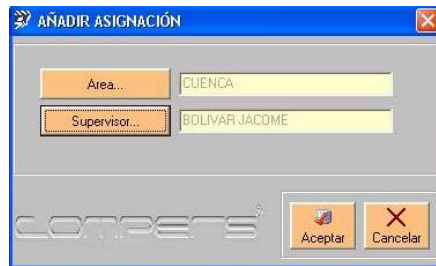 AÑADIR ASIGNACIÓN
Area... CUENCA
Supervisor... BOLIVAR JACOME
COMPERS
Aceptar Cancelar